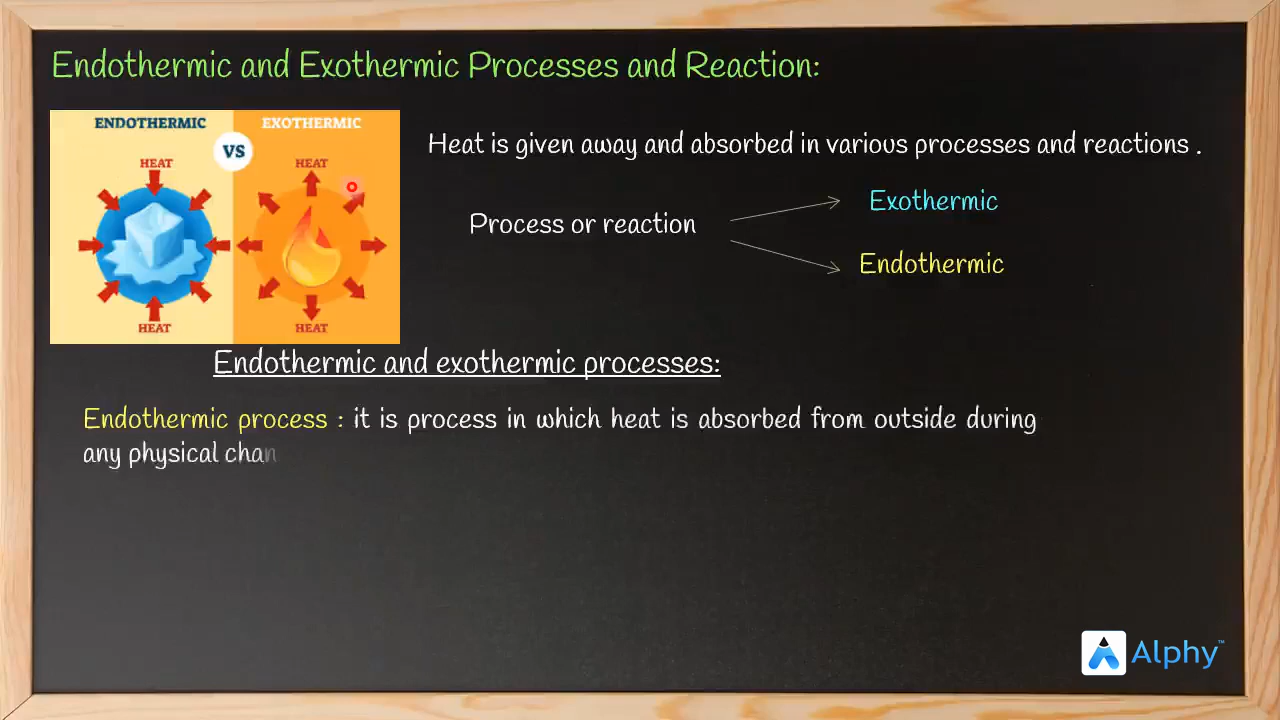 Endothermic and Exothermic Processes and Reaction:
ENDOTHERMIC
VS
EXOTHERMIC
HEAT
HEAT
HEAT
HEAT
Heat is given away and absorbed in various processes and reactions .
Process or reaction
Exothermic
Endothermic
Endothermic and exothermic processes:
Endothermic process : it is process in which heat is absorbed from outside during
any physical chan
Alphy™